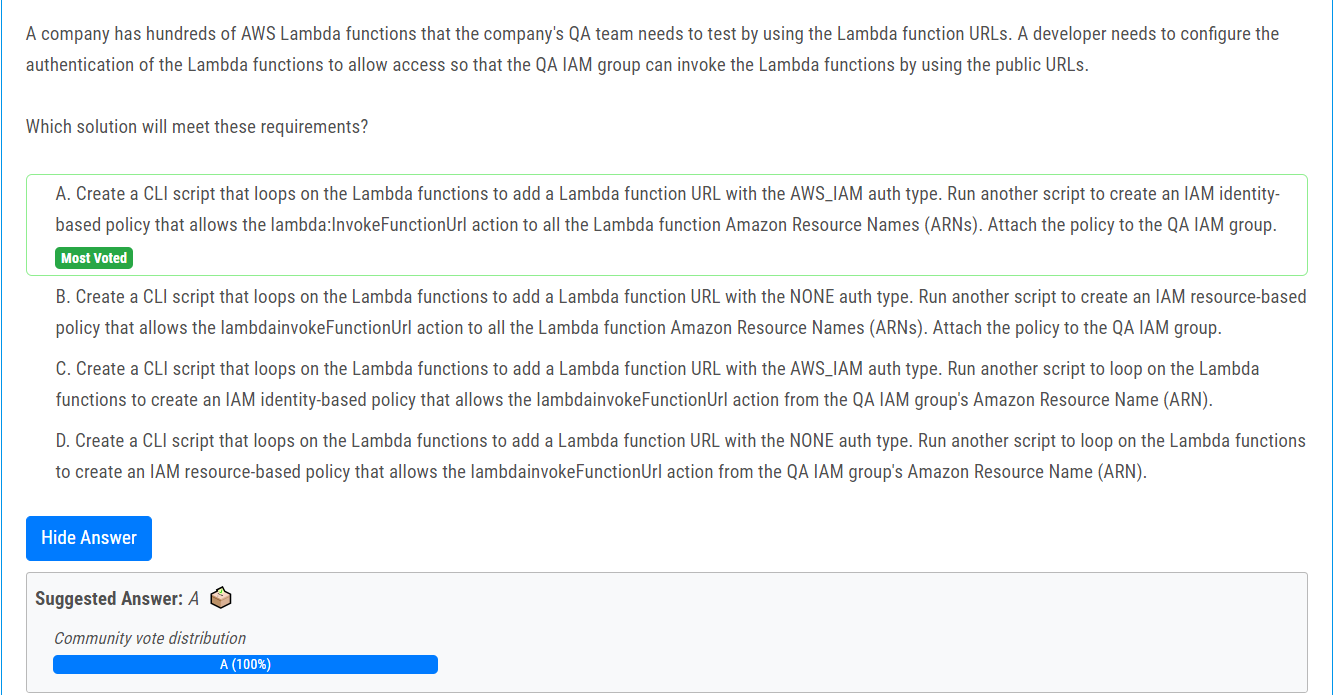 A company has hundreds of AWS Lambda functions that the company's QA team needs to test by using the Lambda function URLs. A developer needs to configure the
authentication of the Lambda functions to allow access so that the QA IAM group can invoke the Lambda functions by using the public URLs.
Which solution will meet these requirements?
A. Create a CLI script that loops on the Lambda functions to add a Lambda function URL with the AWS_IAM auth type. Run another script to create an IAM identity-
based policy that allows the lambda:InvokeFunctionUrl action to all the Lambda function Amazon Resource Names (ARNs). Attach the policy to the QA IAM group.
Most Voted
B. Create a CLI script that loops on the Lambda functions to add a Lambda function URL with the NONE auth type. Run another script to create an IAM resource-based
policy that allows the lambdainvokeFunctionUrl action to all the Lambda function Amazon Resource Names (ARNs). Attach the policy to the QA IAM group.
C. Create a CLI script that loops on the Lambda functions to add a Lambda function URL with the AWS_IAM auth type. Run another script to loop on the Lambda
functions to create an IAM identity-based policy that allows the lambdainvokeFunctionUrl action from the QA IAM group's Amazon Resource Name (ARN).
D. Create a CLI script that loops on the Lambda functions to add a Lambda function URL with the NONE auth type. Run another script to loop on the Lambda functions
to create an IAM resource-based policy that allows the lambdainvokeFunctionUrl action from the QA IAM group's Amazon Resource Name (ARN).
Hide Answer
Suggested Answer: A
Community vote distribution
A (100%)